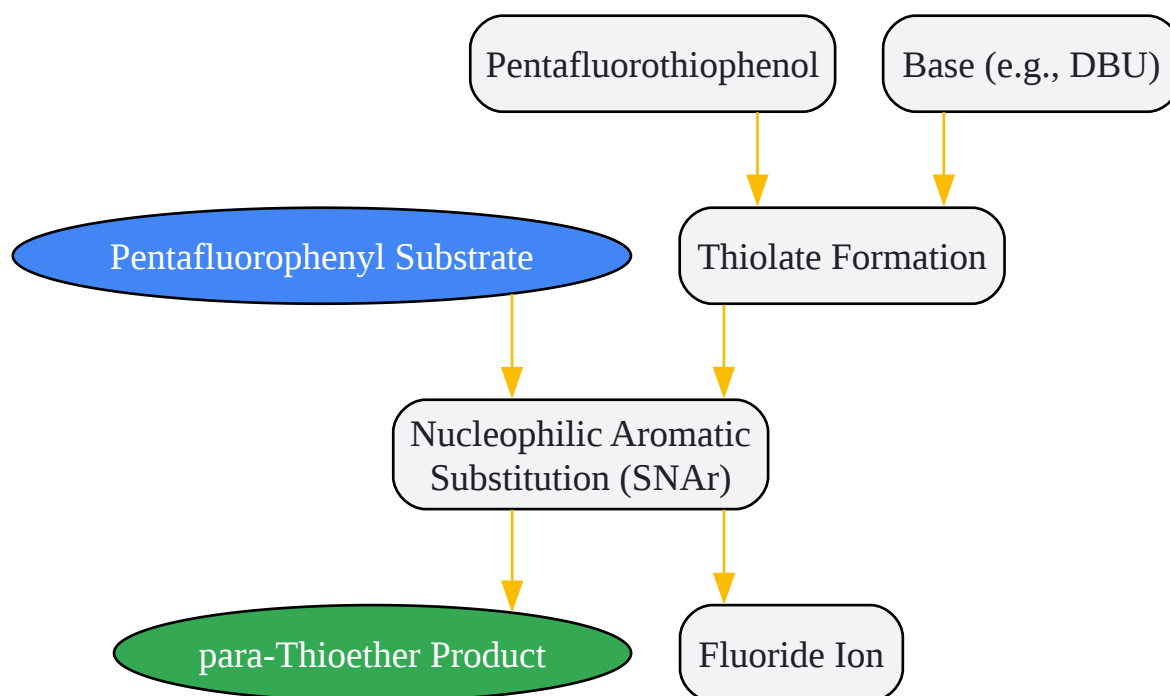 Pentafluorothiophenol
Base (e.g., DBU)
Pentafluorophenyl Substrate
Thiolate Formation
Nucleophilic Aromatic
Substitution (SNAr)
para-Thioether Product
Fluoride Ion